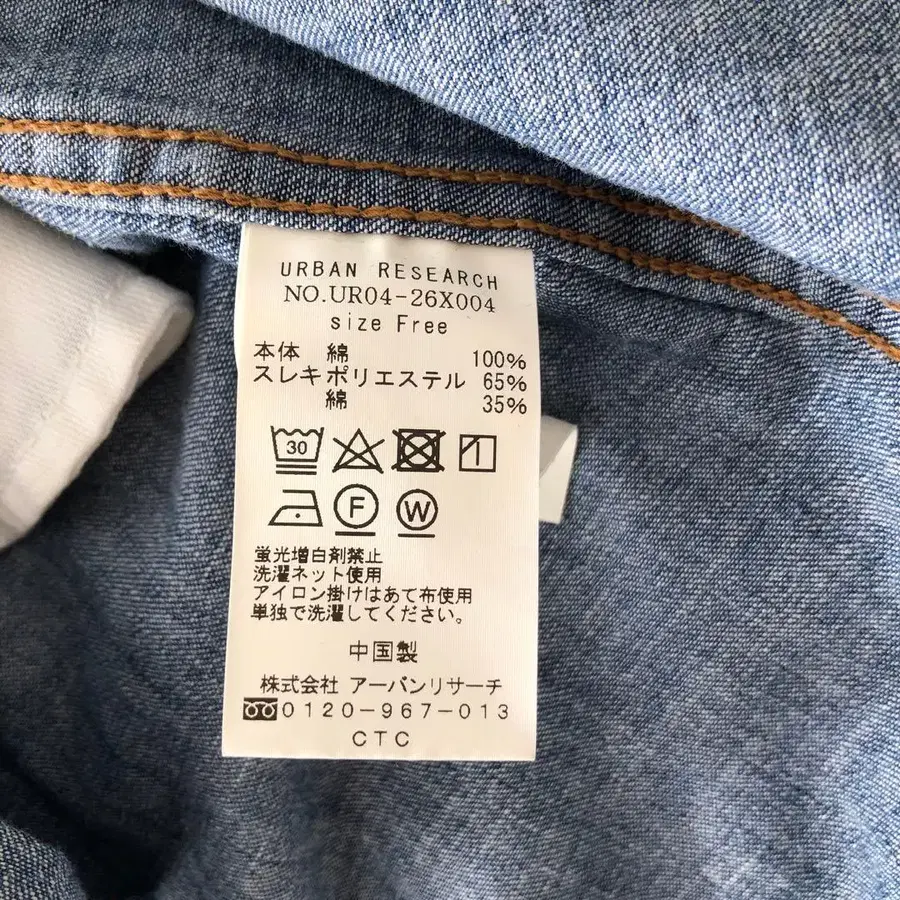 URBAN RESEARCH
NO.UR04-26X004
size Free
本体 綿 100%
スレキポリエステル 65%
綿 35%
30
F W
蛍光増白剤禁止
洗濯ネット使用
アイロン掛けはあて布使用
単独で洗濯してください。
中国製
株式会社 アーバンリサーチ
0120-967-013
CTC